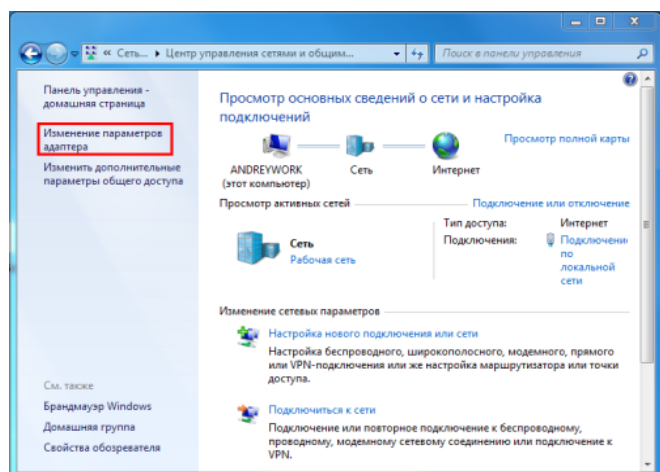 « Сеть... ▸ Центр управления сетями и общим...
Поиск в панели управления
Панель управления -
домашняя страница
Изменение параметров
адаптера
Изменить дополнительные
параметры общего доступа
Просмотр основных сведений о сети и настройка
подключений
Просмотр полной карты
ANDREYWORK
(этот компьютер)
Сеть
Интернет
Просмотр активных сетей
Подключение или отключение
Сеть
Рабочая сеть
Тип доступа: Интернет
Подключения: Подключени
по
локальной
сети
Изменение сетевых параметров
Настройка нового подключения или сети
Настройка беспроводного, широкополосного, модемного, прямого
или VPN-подключения или же настройка маршрутизатора или точки
доступа.
Подключиться к сети
Подключение или повторное подключение к беспроводному,
проводному, модемному сетевому соединению или подключение к
VPN.
См. также
Брандмауэр Windows
Домашняя группа
Свойства обозревателя